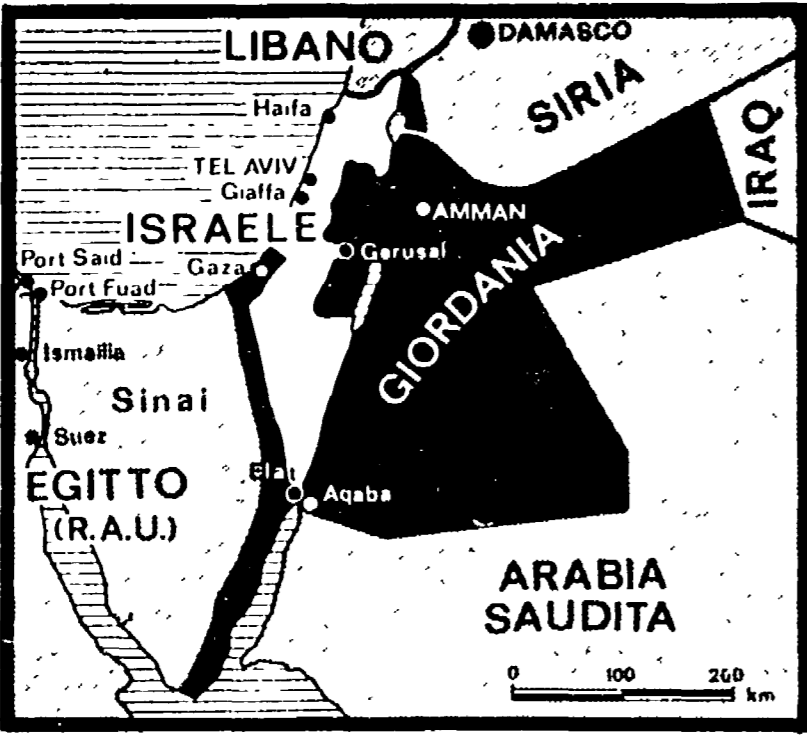 LIBANO
DAMASCO
SIRIA
IRAQ
Haifa
TEL AVIV
Giaffa
AMMAN
ISRAELE
Gerusal
Port Said
Gaza
Port Fuad
GIORDANIA
Ismailia
Sinai
Suez
EGITTO
(R.A.U.)
Elat
Aqaba
ARABIA
SAUDITA
0 100 200
km